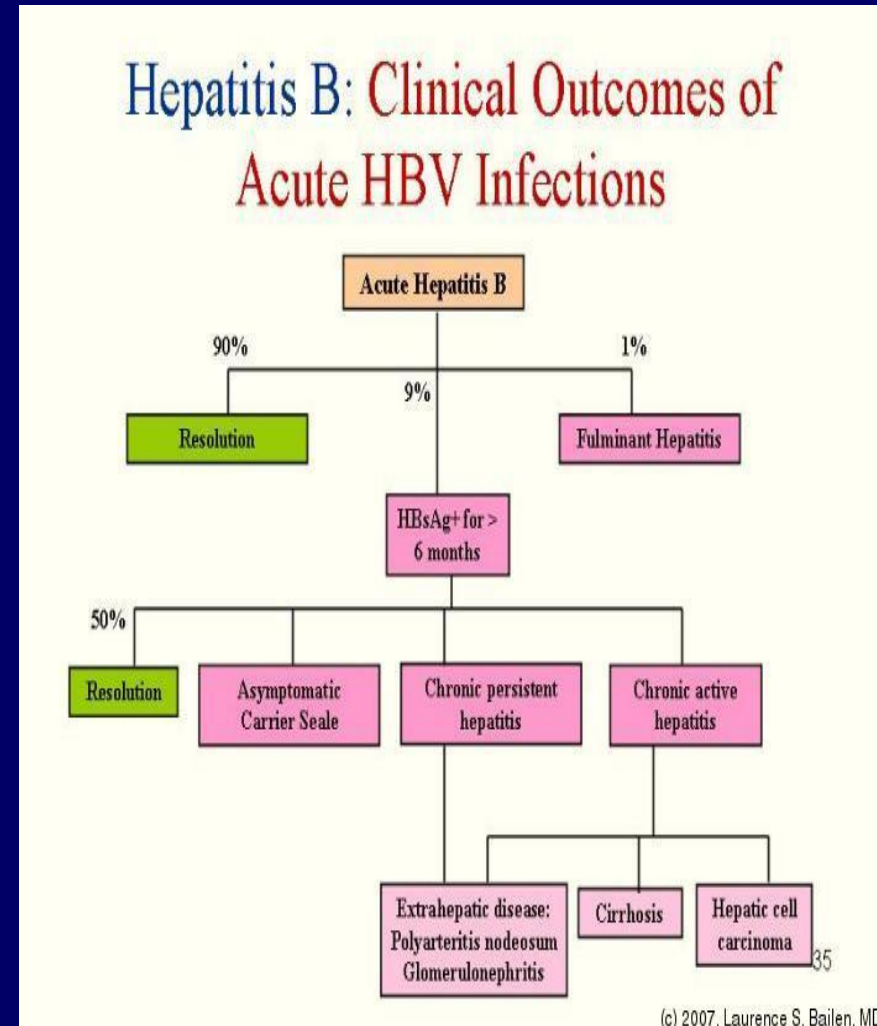 Hepatitis B: Clinical Outcomes of
Acute HBV Infections
Acute Hepatitis B
90%
1%
9%
Resolution
Fulminant Hepatitis
HBsAg+ for >
6 months
50%
Resolution
Asymptomatic
Carrier Seale
Chronic persistent
hepatitis
Chronic active
hepatitis
Extrahepatic disease:
Polyarteritis nodeosum
Glomerulonephritis
Cirrhosis
Hepatic cell
carcinoma
35
(c) 2007, Laurence S. Bailen, MD